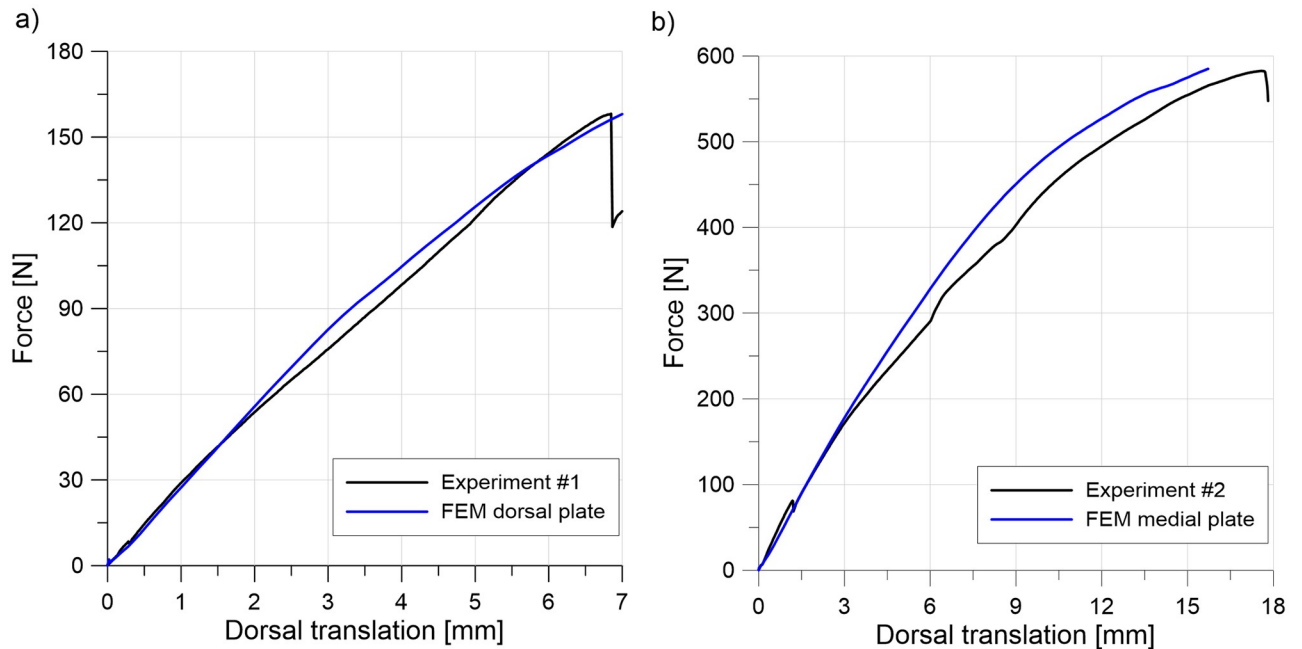 a)
180
150
120
90
60
30
0
Force [N]
0 1 2 3 4 5 6 7
Dorsal translation [mm]
Experiment #1
FEM dorsal plate
b)
600
500
400
300
200
100
0
Force [N]
0 3 6 9 12 15 18
Dorsal translation [mm]
Experiment #2
FEM medial plate